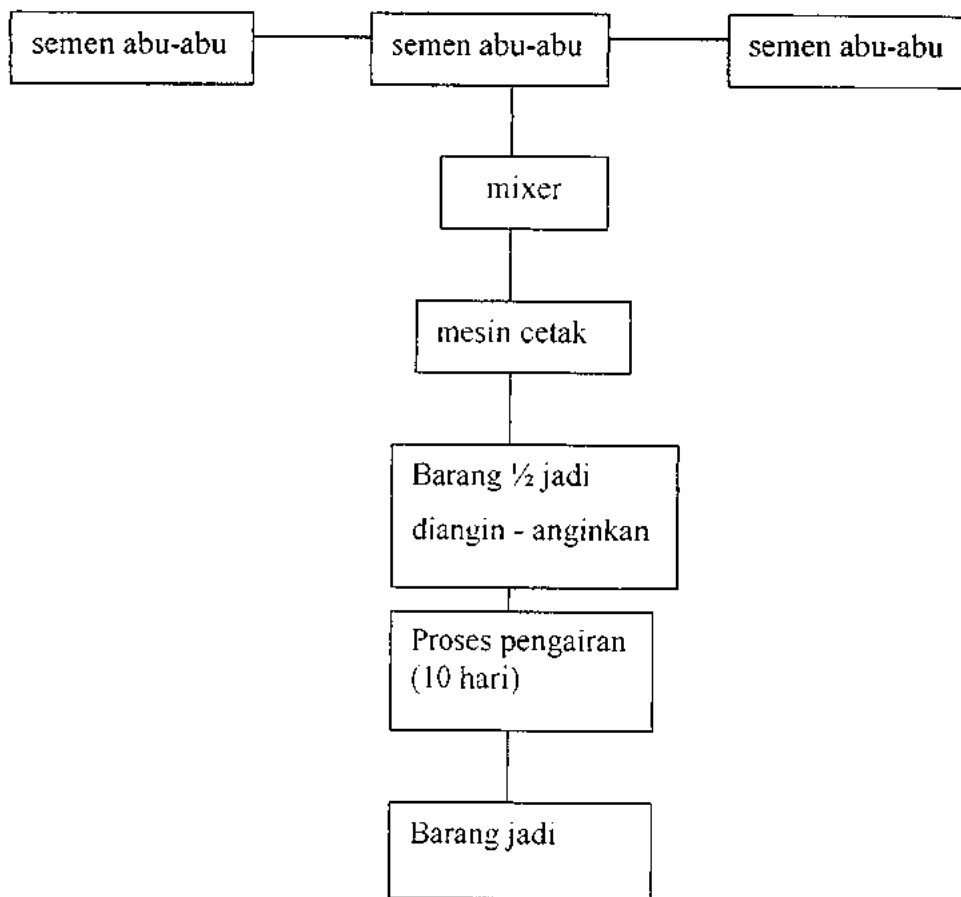 semen abu-abu
semen abu-abu
semen abu-abu
mixer
mesin cetak
Barang ½ jadi
diangin - anginkan
Proses pengairan
(10 hari)
Barang jadi